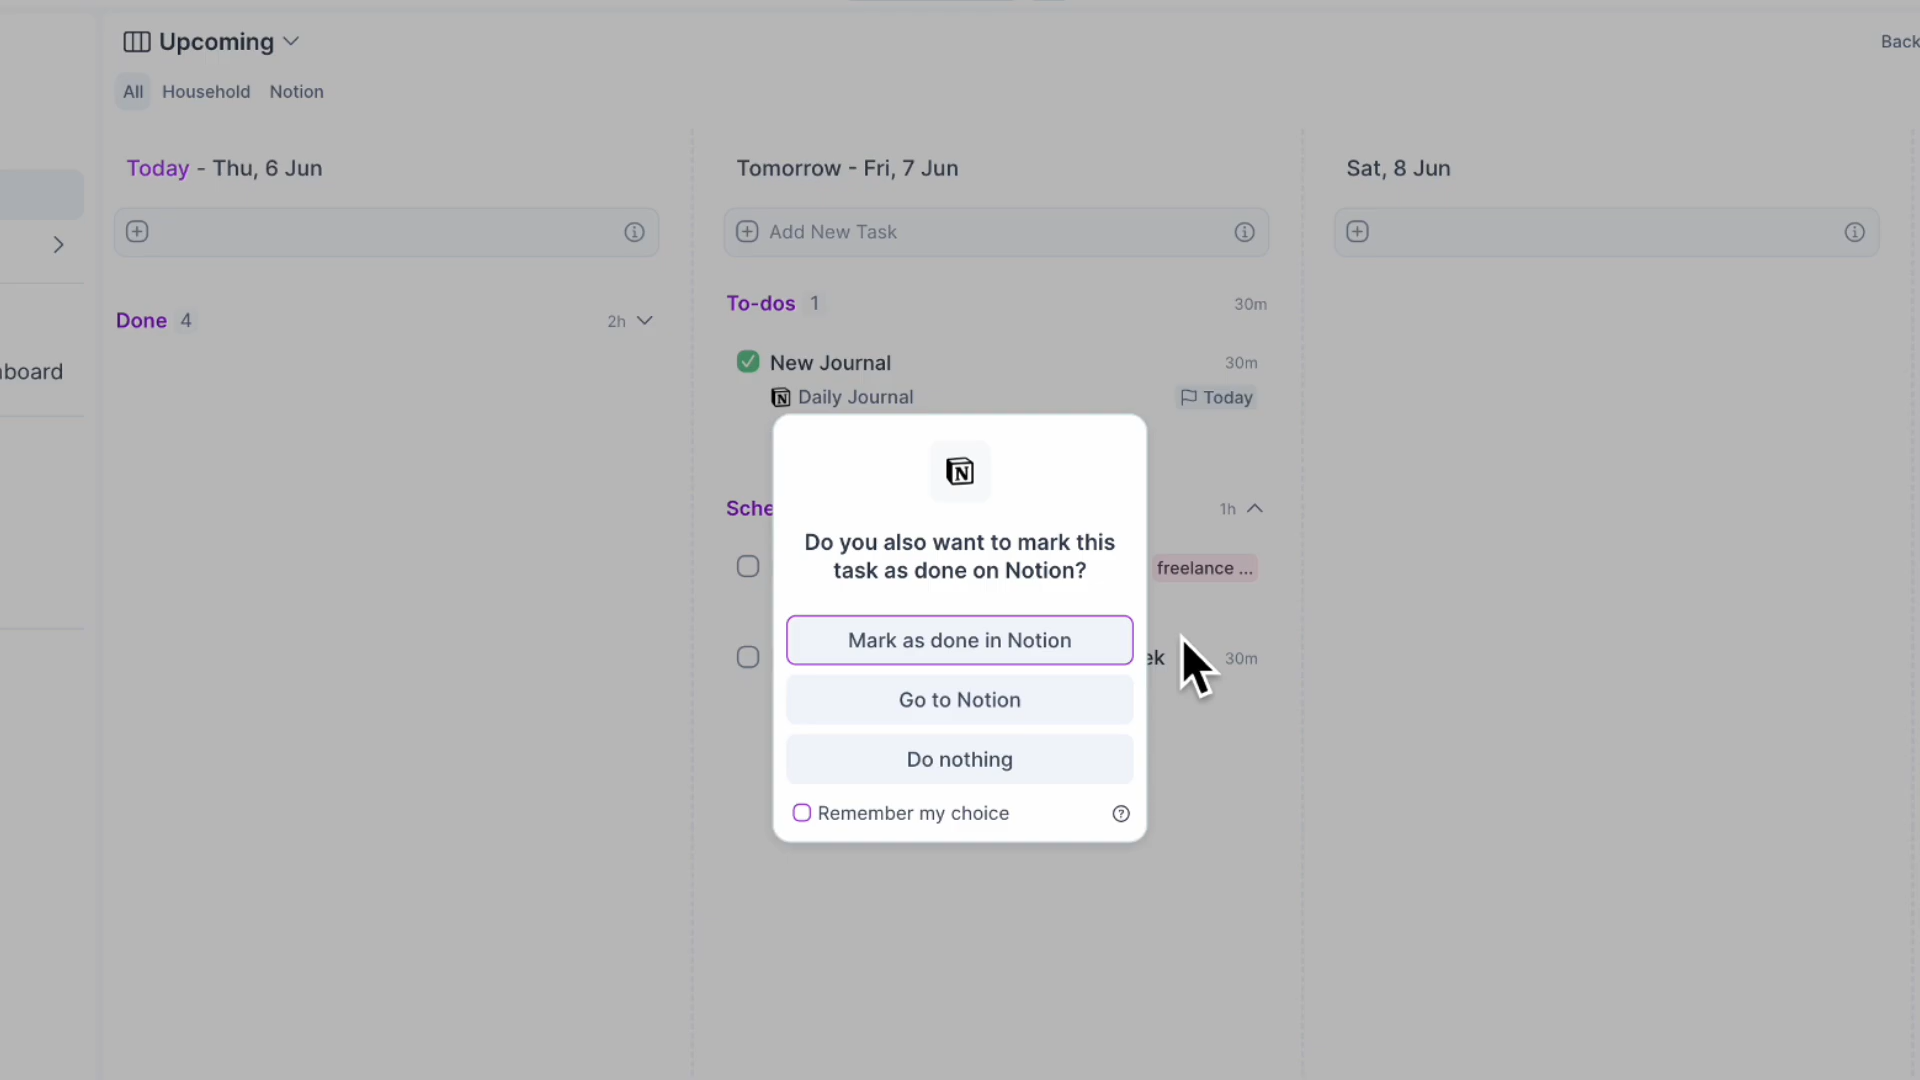 Upcoming
Back
All Household Notion
Today - Thu, 6 Jun
Tomorrow - Fri, 7 Jun
Sat, 8 Jun
Add New Task
Done 4 2h
To-dos 1 30m
New Journal 30m
Daily Journal Today
board
Sche 1h
freelance ...
ek 30m
Do you also want to mark this
task as done on Notion?
Mark as done in Notion
Go to Notion
Do nothing
Remember my choice